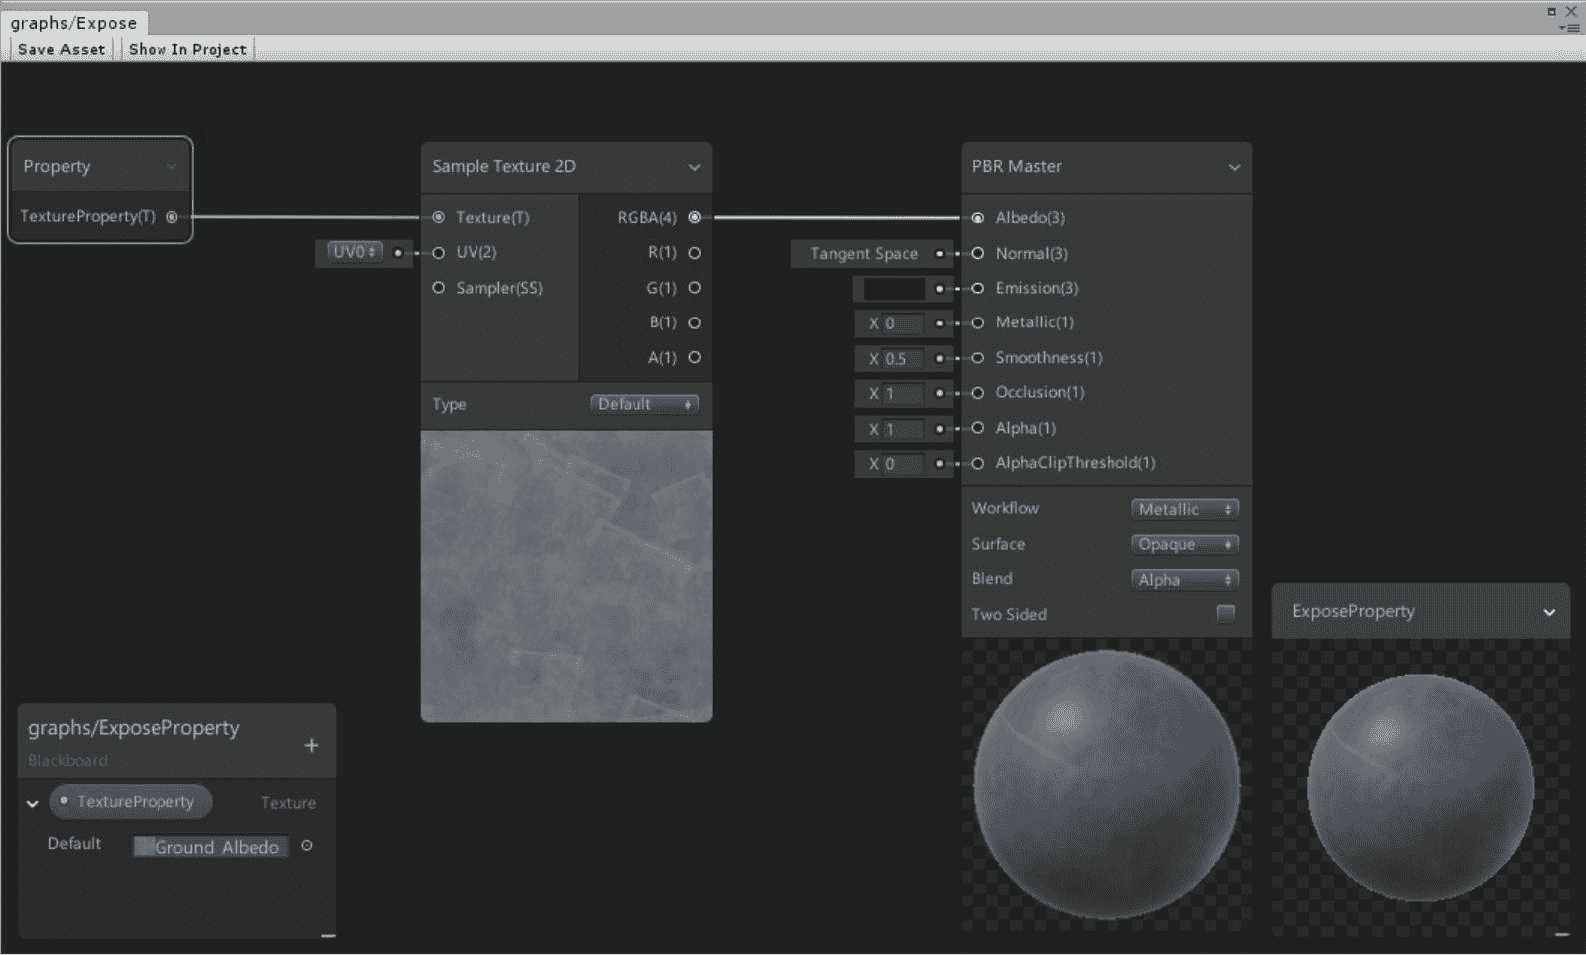 graphs/Expose
Save Asset
Show In Project
Property
TextureProperty(T)
Sample Texture 2D
Texture(T)
RGBA(4)
UV0
UV(2)
R(1)
Sampler(SS)
G(1)
B(1)
A(1)
Type
Default
PBR Master
Albedo(3)
Tangent Space
Normal(3)
Emission(3)
X 0
Metallic(1)
X 0.5
Smoothness(1)
X 1
Occlusion(1)
X 1
Alpha(1)
X 0
AlphaClipThreshold(1)
Workflow
Metallic
Surface
Opaque
Blend
Alpha
Two Sided
ExposeProperty
graphs/ExposeProperty
Blackboard
TextureProperty
Texture
Default
Ground Albedo